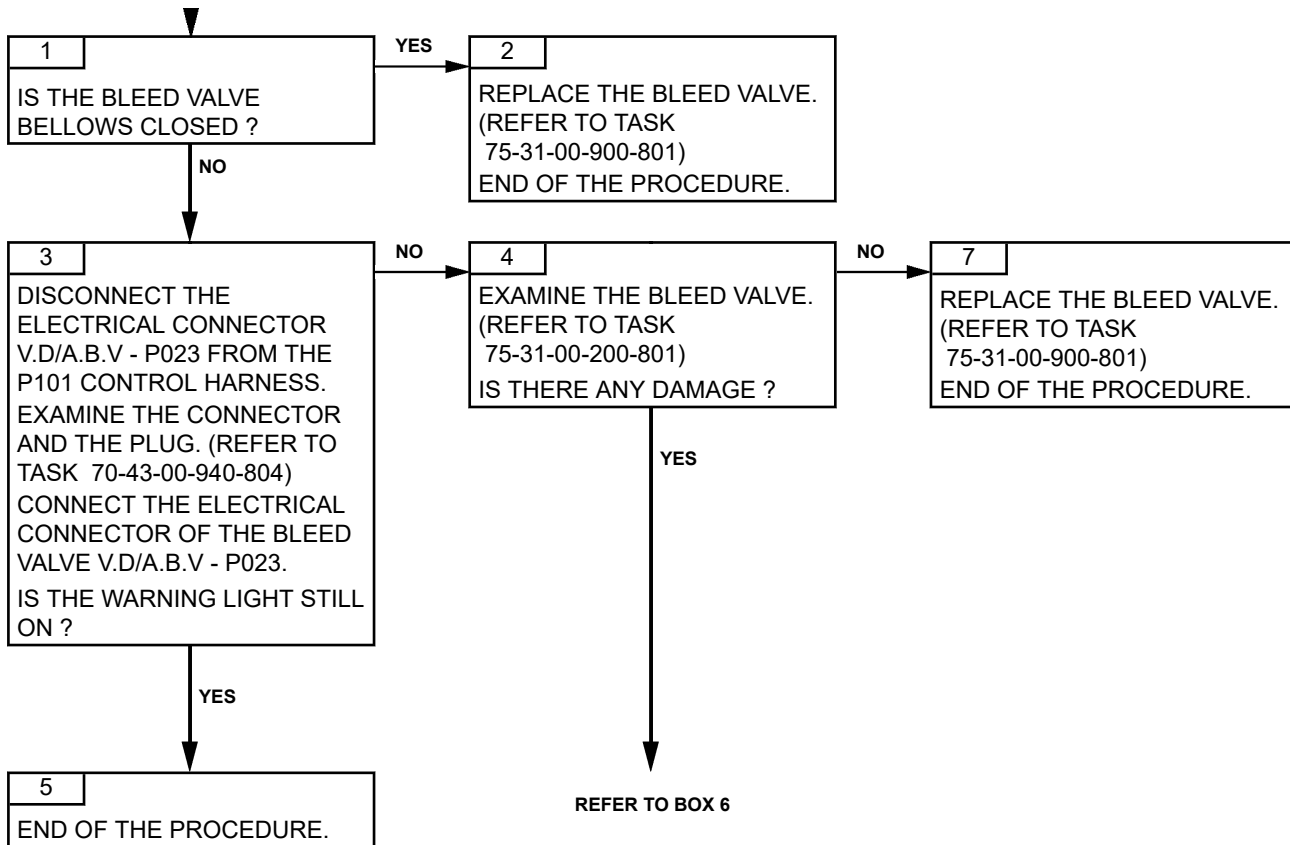 1
IS THE BLEED VALVE
BELLOWS CLOSED ?
YES
2
REPLACE THE BLEED VALVE.
(REFER TO TASK
75-31-00-900-801)
END OF THE PROCEDURE.
NO
3
DISCONNECT THE
ELECTRICAL CONNECTOR
V.D/A.B.V - P023 FROM THE
P101 CONTROL HARNESS.
EXAMINE THE CONNECTOR
AND THE PLUG. (REFER TO
TASK 70-43-00-940-804)
CONNECT THE ELECTRICAL
CONNECTOR OF THE BLEED
VALVE V.D/A.B.V - P023.
IS THE WARNING LIGHT STILL
ON ?
NO
4
EXAMINE THE BLEED VALVE.
(REFER TO TASK
75-31-00-200-801)
IS THERE ANY DAMAGE ?
NO
7
REPLACE THE BLEED VALVE.
(REFER TO TASK
75-31-00-900-801)
END OF THE PROCEDURE.
YES
YES
5
END OF THE PROCEDURE.
REFER TO BOX 6